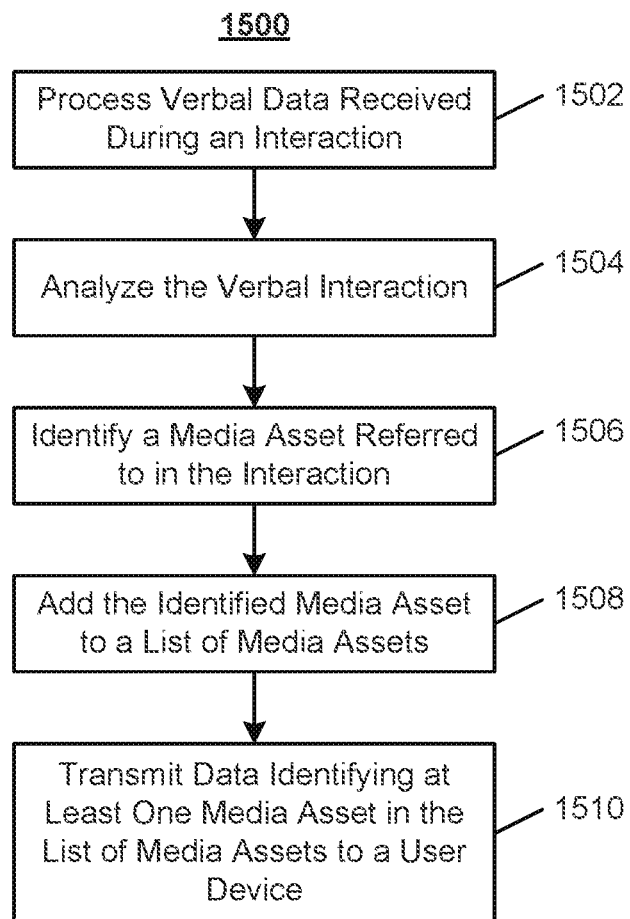 1500
Process Verbal Data Received
During an Interaction
1502
Analyze the Verbal Interaction
1504
Identify a Media Asset Referred
to in the Interaction
1506
Add the Identified Media Asset
to a List of Media Assets
1508
Transmit Data Identifying at
Least One Media Asset in the
List of Media Assets to a User
Device
1510